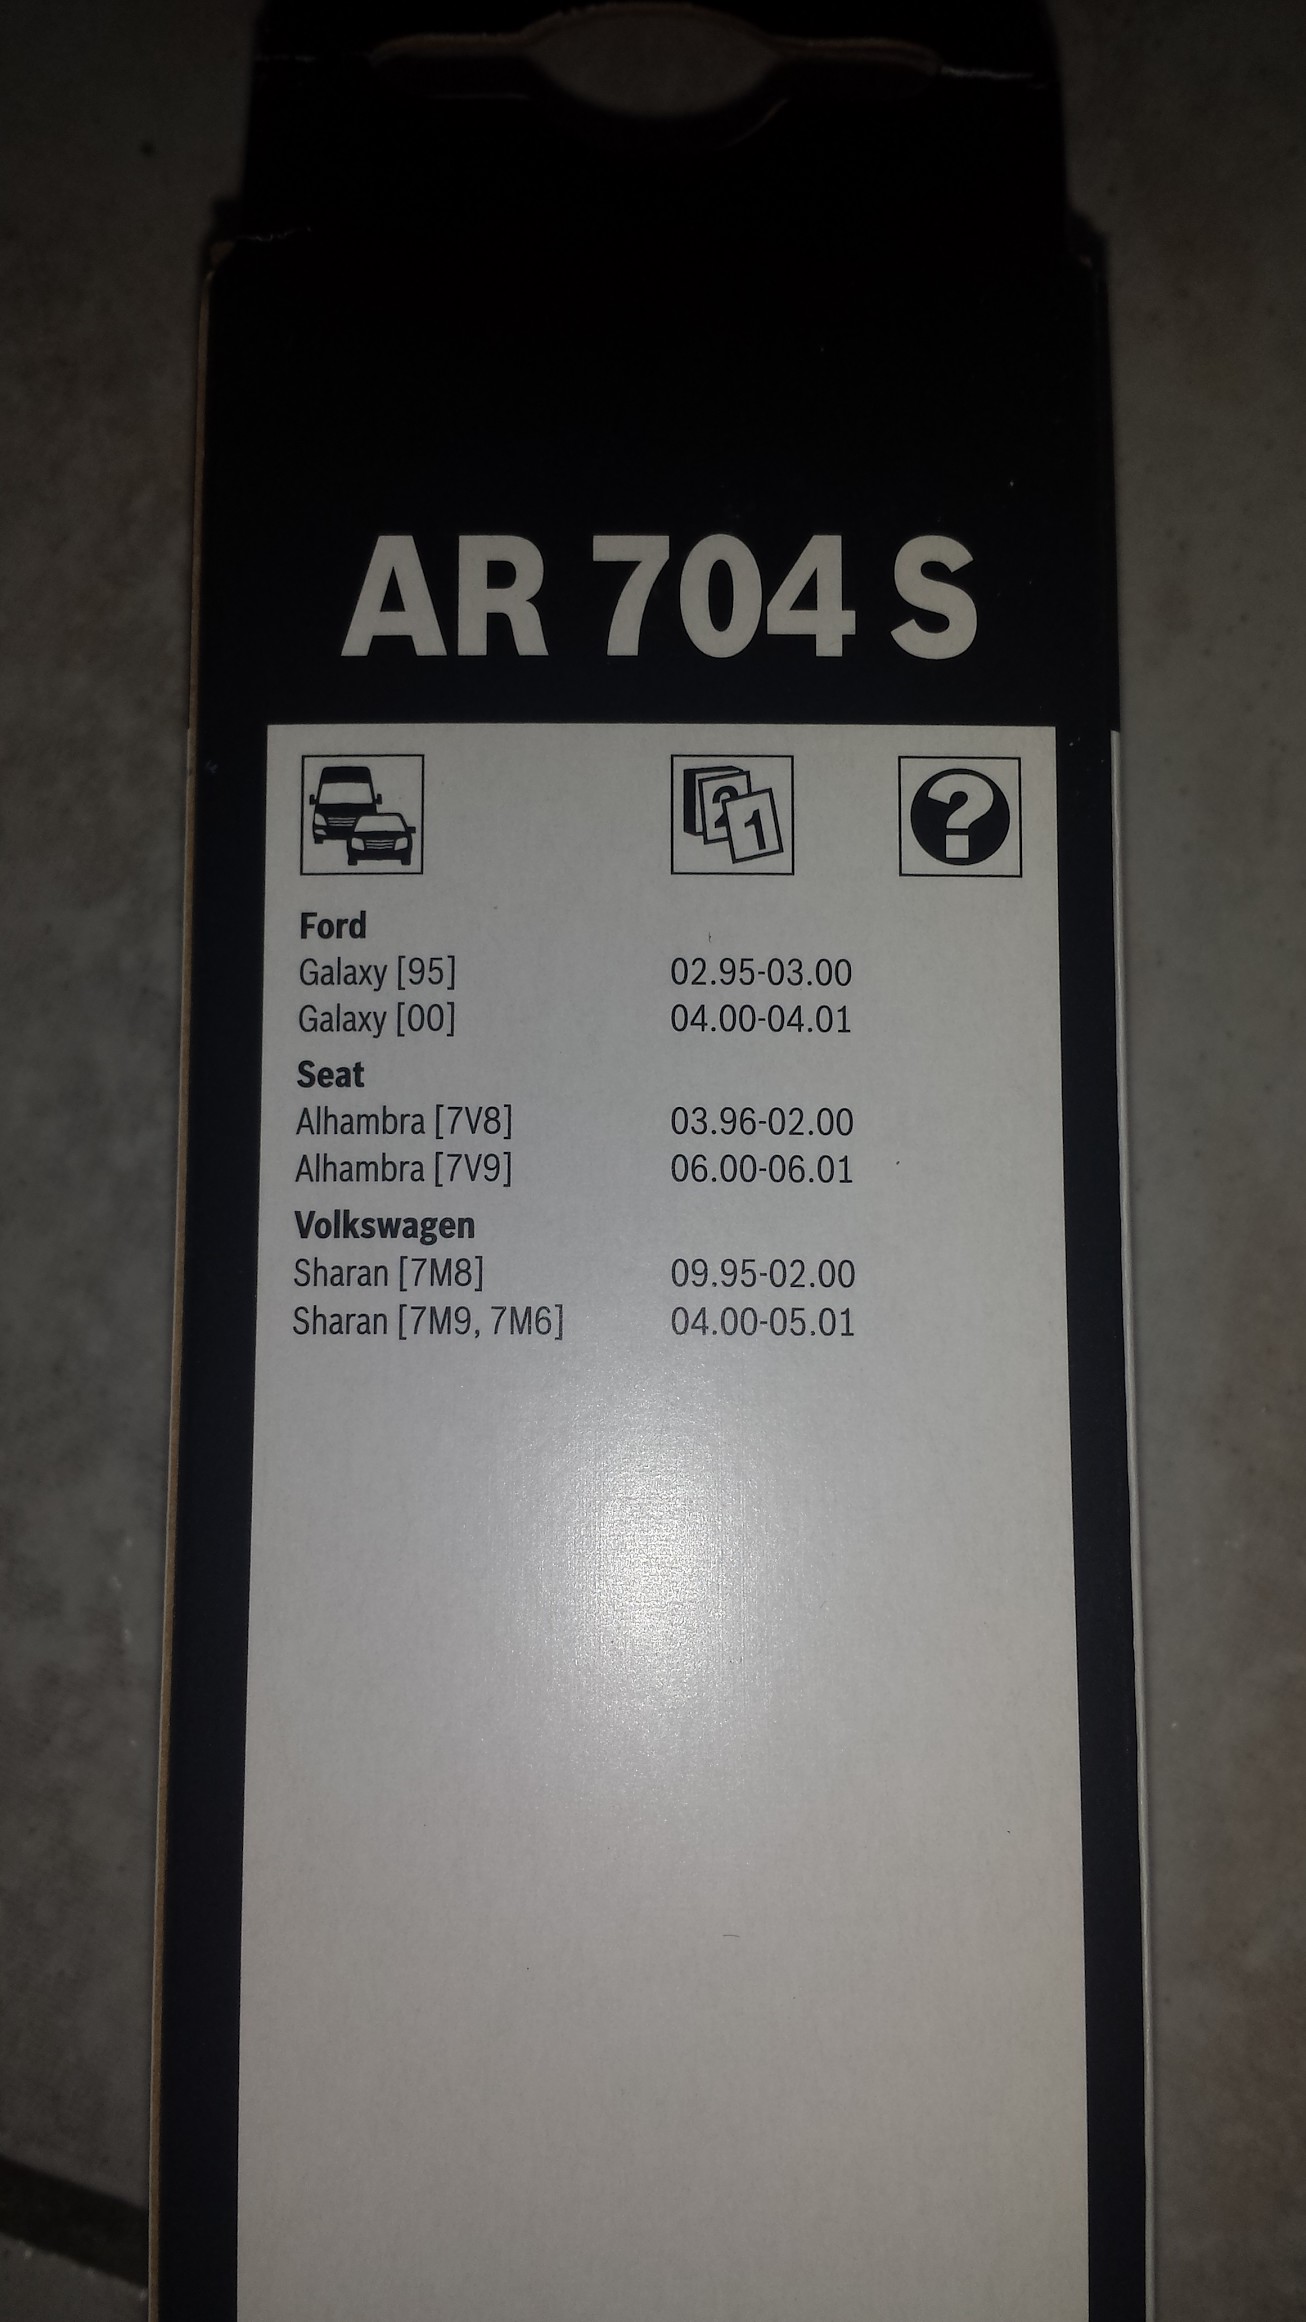 AR 704 S
2 1
?
Ford
Galaxy [95] 02.95-03.00
Galaxy [00] 04.00-04.01
Seat
Alhambra [7V8] 03.96-02.00
Alhambra [7V9] 06.00-06.01
Volkswagen
Sharan [7M8] 09.95-02.00
Sharan [7M9, 7M6] 04.00-05.01